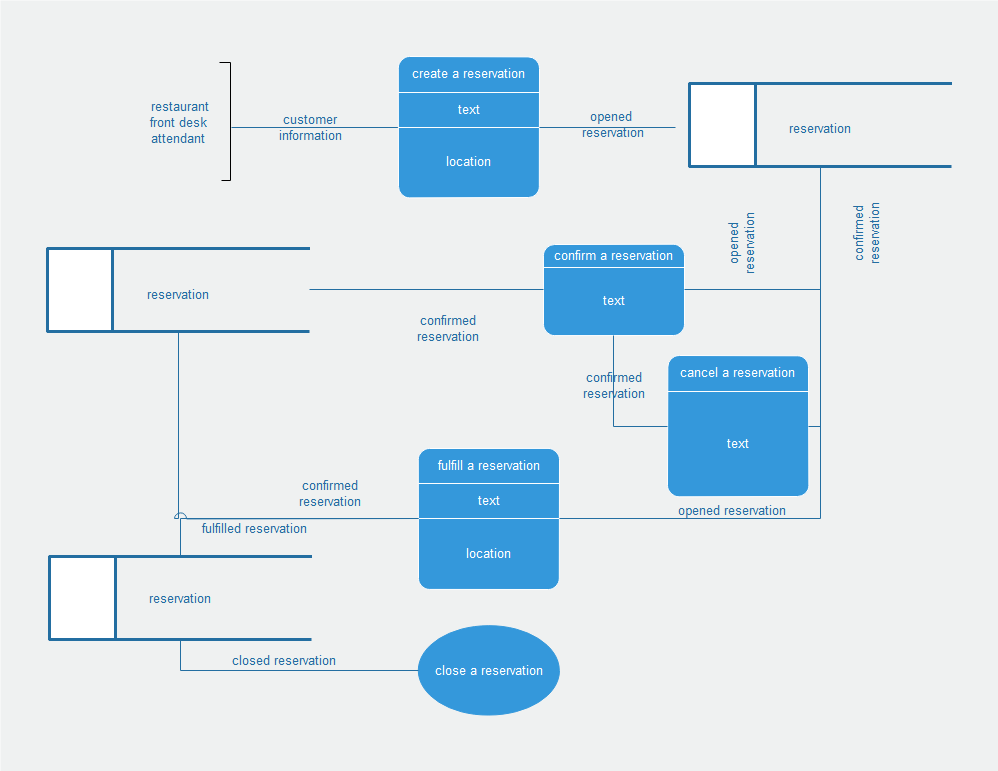 create a reservation
text
location
restaurant
front desk
attendant
customer
information
opened
reservation
reservation
opened
reservation
confirmed
reservation
confirm a reservation
text
reservation
confirmed
reservation
cancel a reservation
text
confirmed
reservation
fulfill a reservation
text
location
confirmed
reservation
opened reservation
fulfilled reservation
reservation
closed reservation
close a reservation